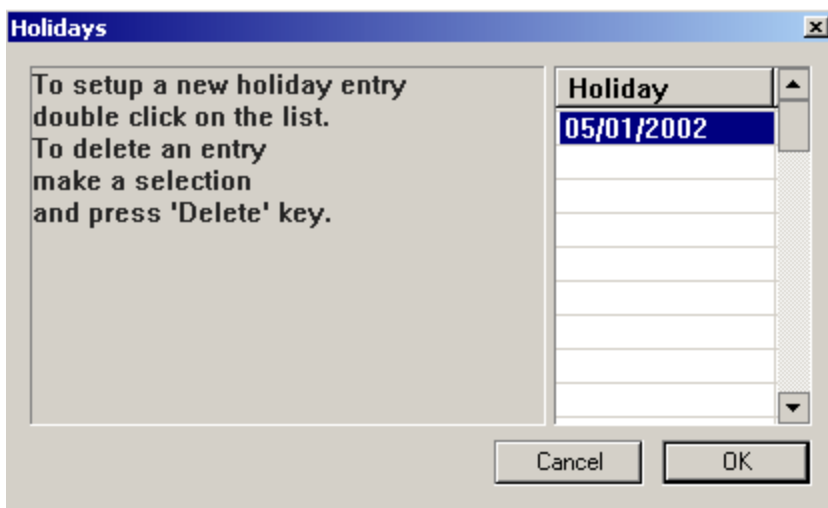 Holidays
To setup a new holiday entry
double click on the list.
To delete an entry
make a selection
and press 'Delete' key.
Holiday
05/01/2002
Cancel
OK